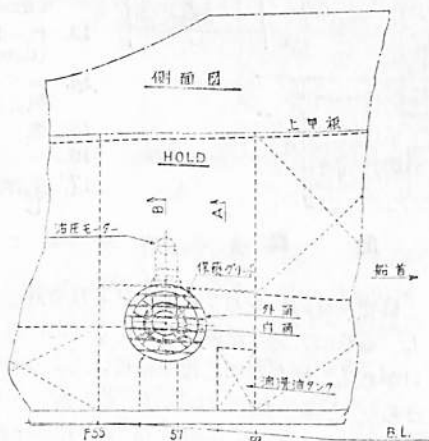 側面図
上甲板
HOLD
B
A
油圧モーター
保護グリッド
船首
外筒
内筒
潤滑油タンク
F55
57
B.L.